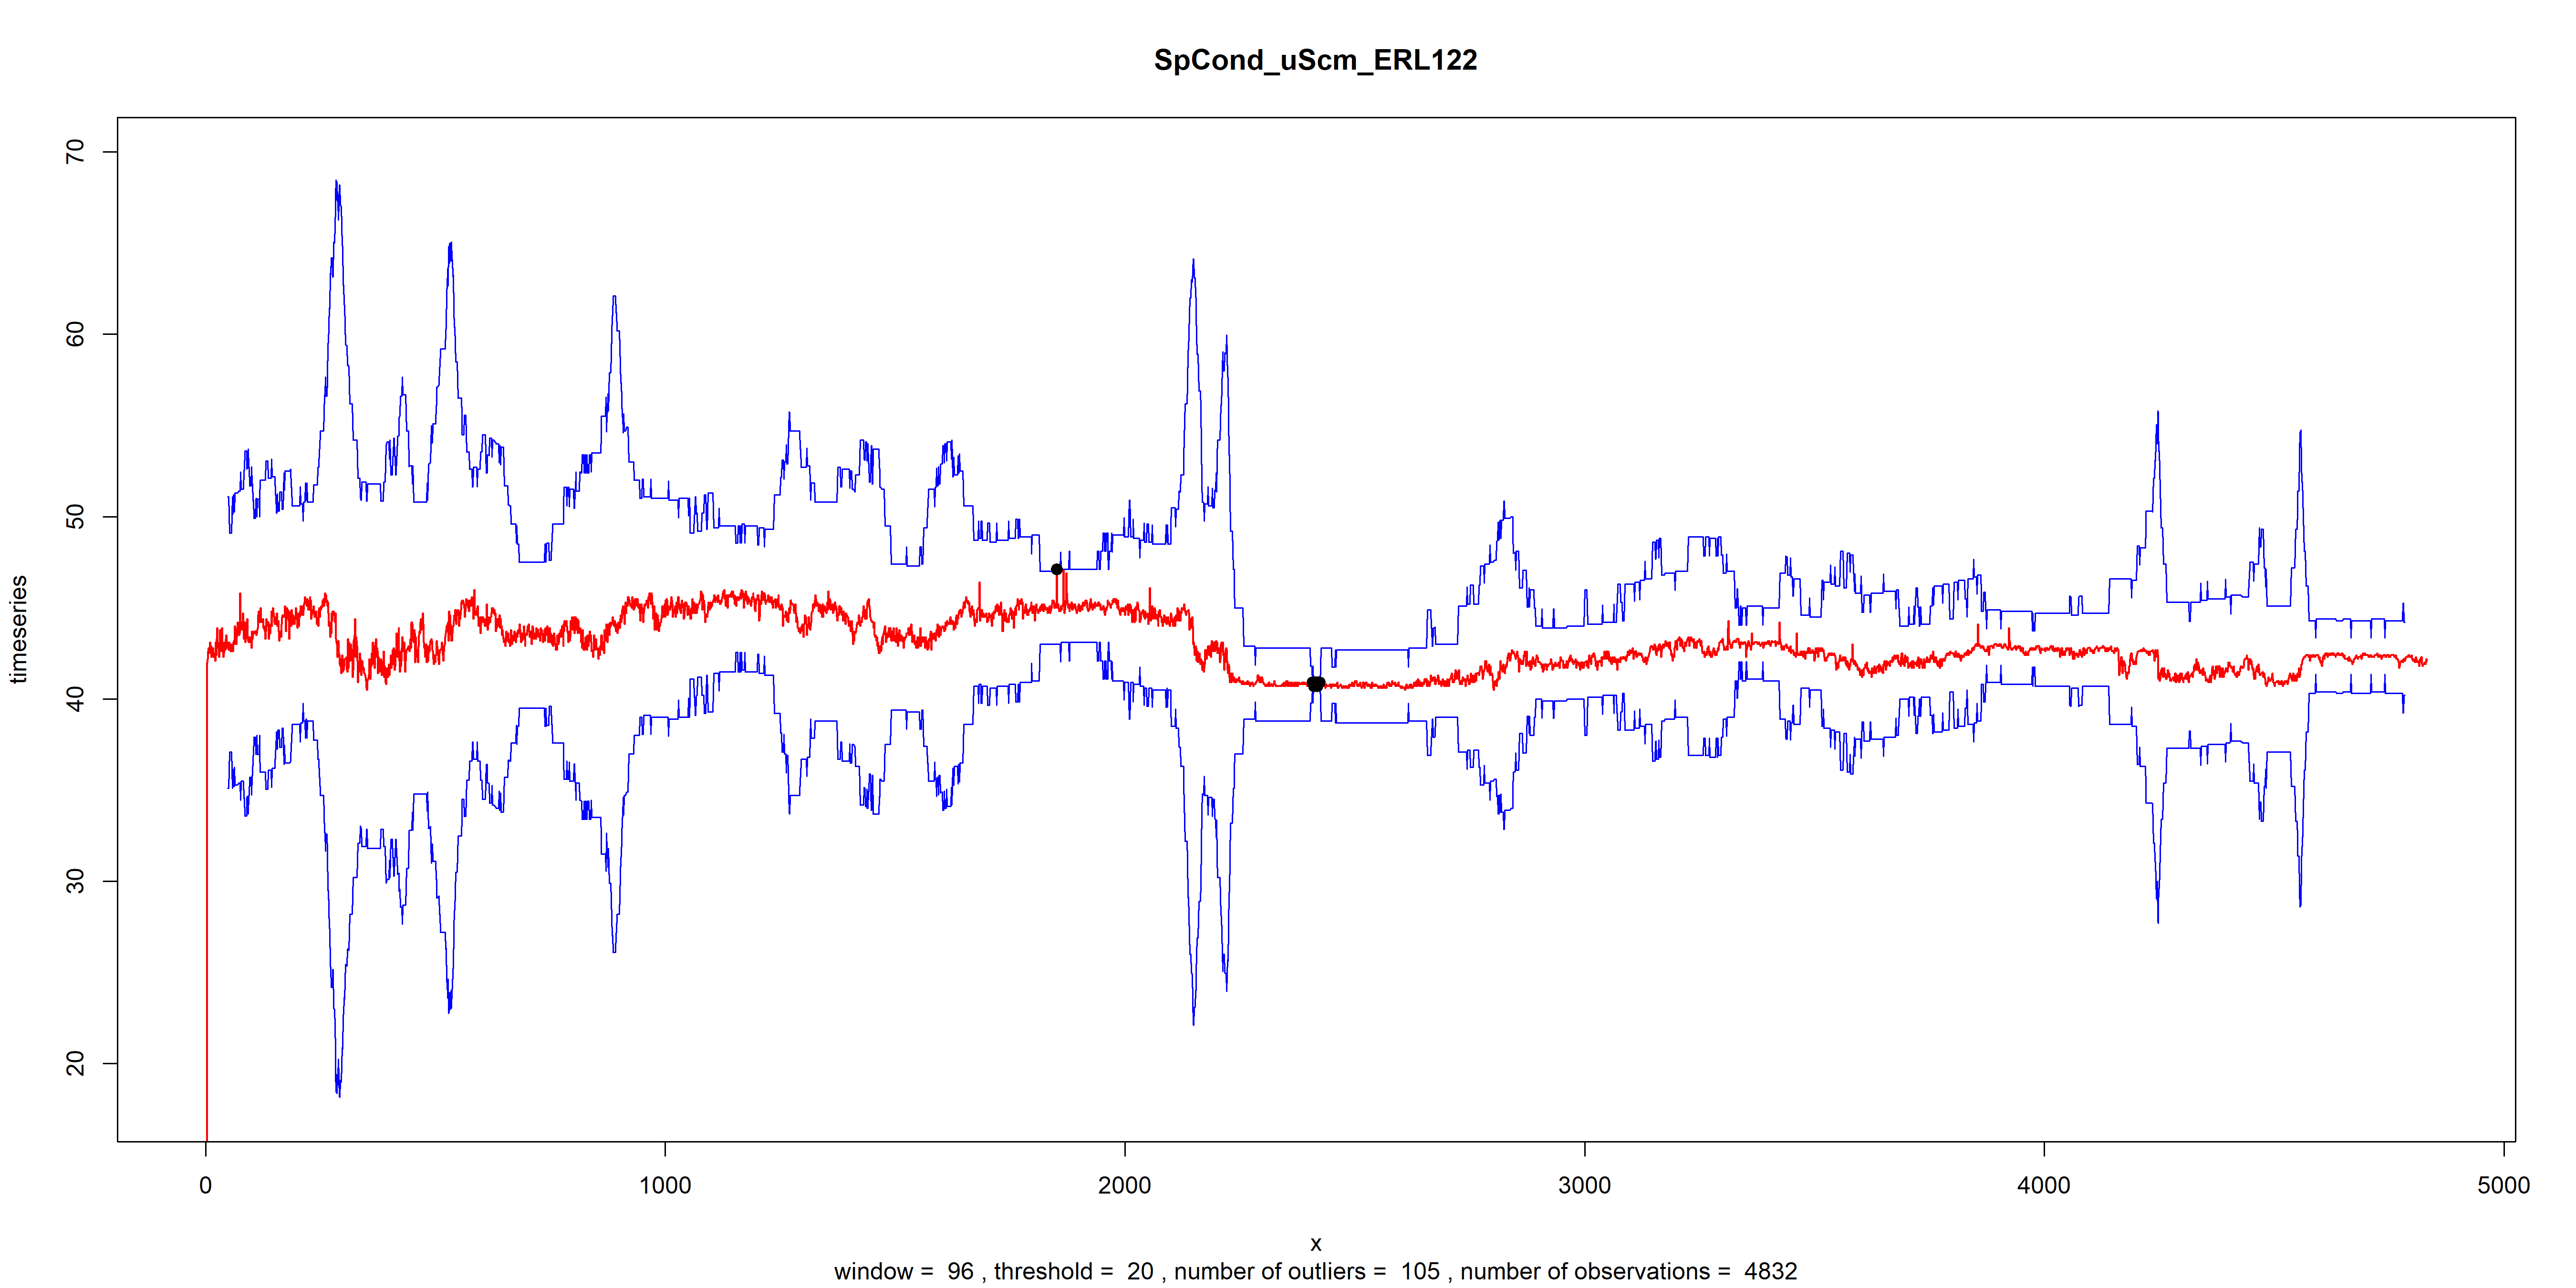 SpCond_uScm_ERL122
timeseries
70
60
50
40
30
20
0 1000 2000 3000 4000 5000
x
window = 96 , threshold = 20 , number of outliers = 105 , number of observations = 4832